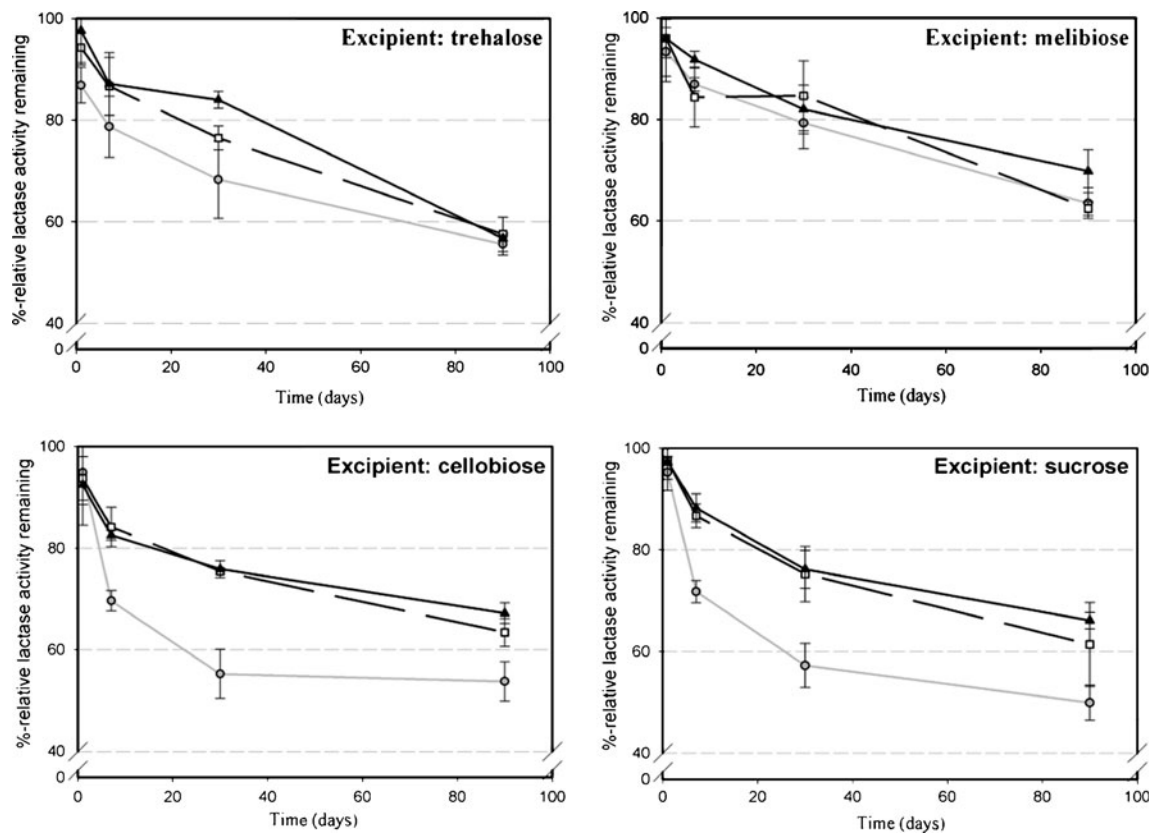 Excipient: trehalose
%-relative lactase activity remaining
100
80
60
40
0
0 20 40 60 80 100
Time (days)
Excipient: melibiose
%-relative lactase activity remaining
100
80
60
40
0
0 20 40 60 80 100
Time (days)
Excipient: cellobiose
%-relative lactase activity remaining
100
80
60
40
0
0 20 40 60 80 100
Time (days)
Excipient: sucrose
%-relative lactase activity remaining
100
80
60
40
0
0 20 40 60 80 100
Time (days)